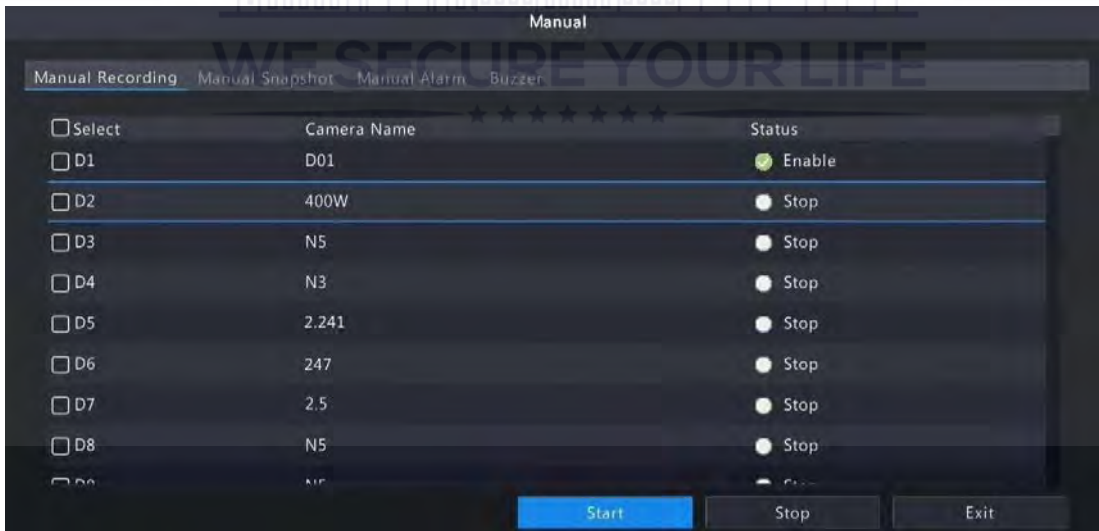 Manual
WE SECURE YOUR LIFE
Manual Recording Manual Snapshot Manual Alarm Buzzer
Select Camera Name Status
D1 D01 Enable
D2 400W Stop
D3 N5 Stop
D4 N3 Stop
D5 2.241 Stop
D6 247 Stop
D7 2.5 Stop
D8 N5 Stop
Start Stop Exit